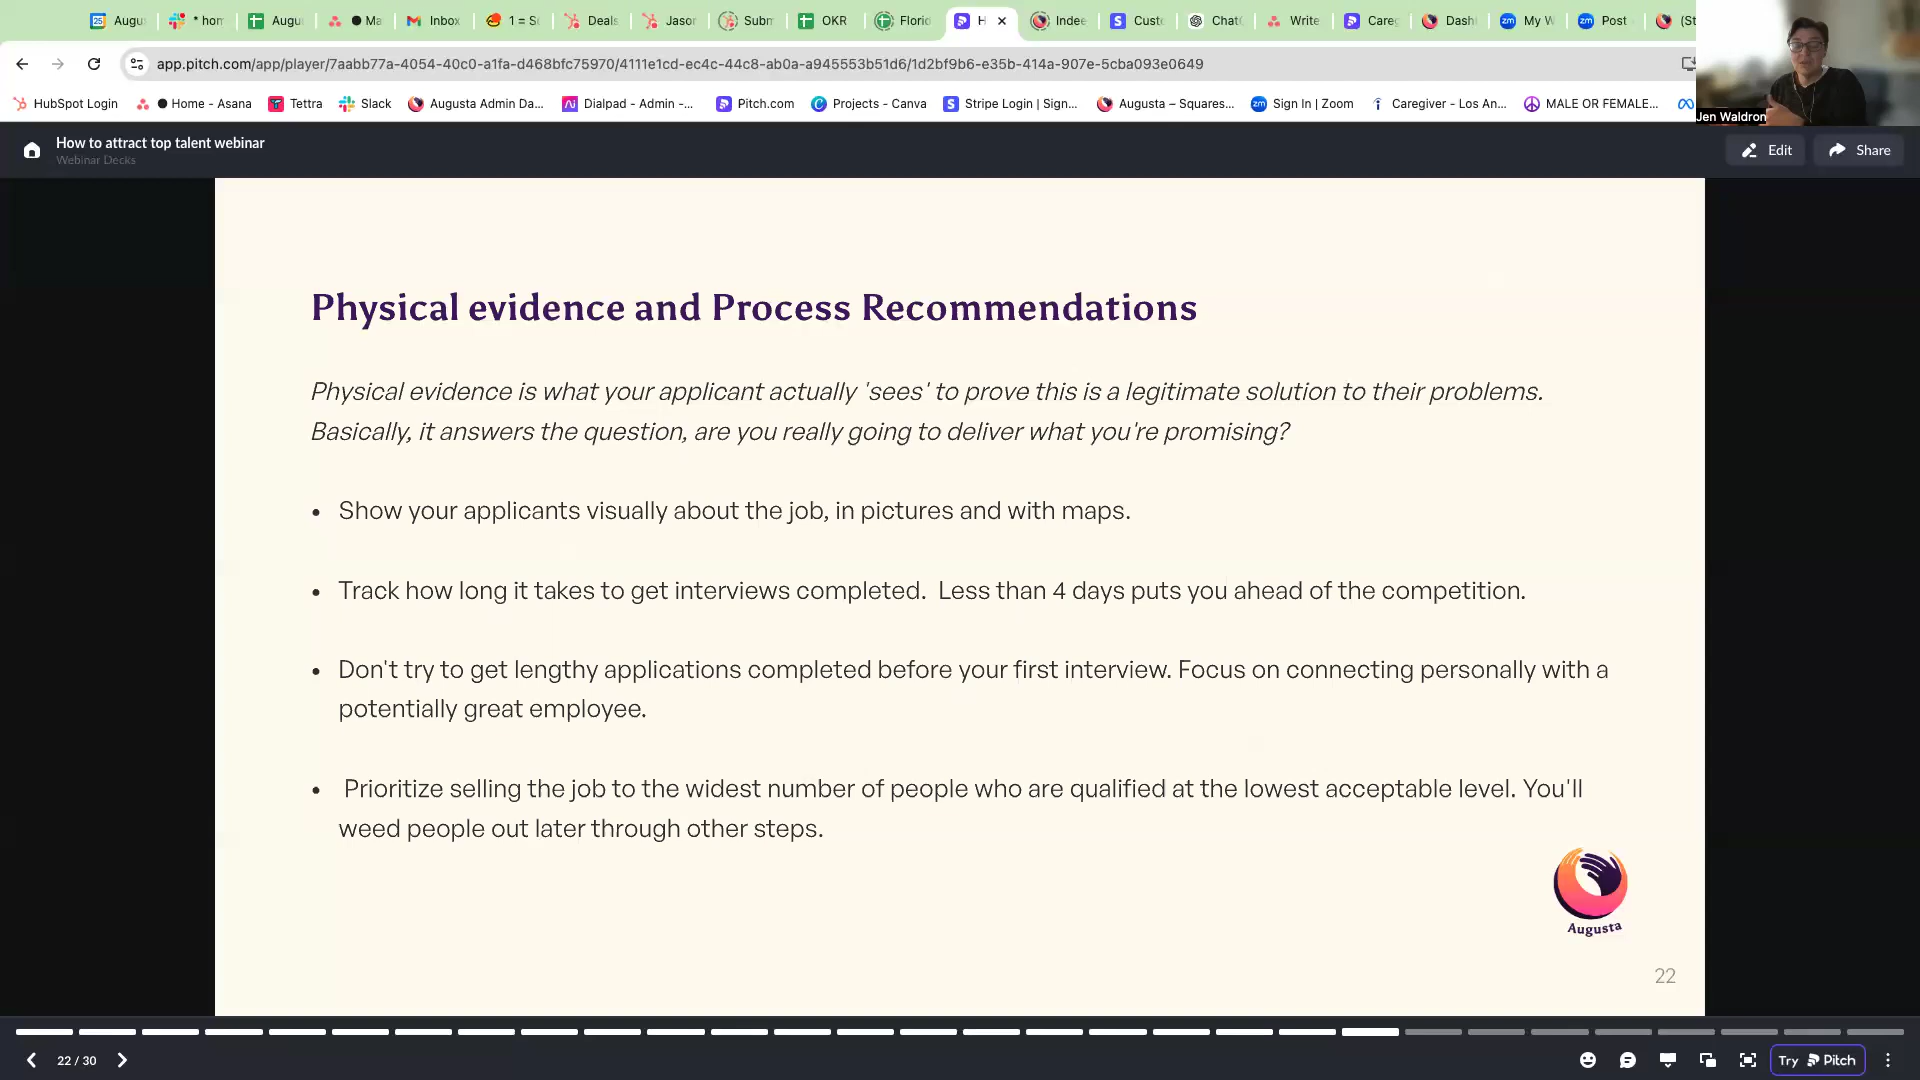 Augu
* hom
Augu
Ma
Inbox
1 = S
Deals
Jason
Subm
OKR
Florid
H
Indee
Custo
Chat
Write
Careg
Dash
My W
Post
(St
app.pitch.com/app/player/7aabb77a-4054-40c0-a1fa-d468bfc75970/4111e1cd-ec4c-44c8-ab0a-a945553b51d6/1d2bf9b6-e35b-414a-907e-5cba093e0649
HubSpot Login
Home - Asana
Tettra
Slack
Augusta Admin Da...
Dialpad - Admin -...
Pitch.com
Projects - Canva
Stripe Login | Sign...
Augusta – Squares...
Sign In | Zoom
Caregiver - Los An...
MALE OR FEMALE...
Jen Waldron
How to attract top talent webinar
Webinar Decks
Edit
Share
Physical evidence and Process Recommendations
Physical evidence is what your applicant actually 'sees' to prove this is a legitimate solution to their problems.
Basically, it answers the question, are you really going to deliver what you're promising?
• Show your applicants visually about the job, in pictures and with maps.
• Track how long it takes to get interviews completed.  Less than 4 days puts you ahead of the competition.
• Don't try to get lengthy applications completed before your first interview. Focus on connecting personally with a
potentially great employee.
• Prioritize selling the job to the widest number of people who are qualified at the lowest acceptable level. You'll
weed people out later through other steps.
Augusta
22
22 / 30
Try Pitch